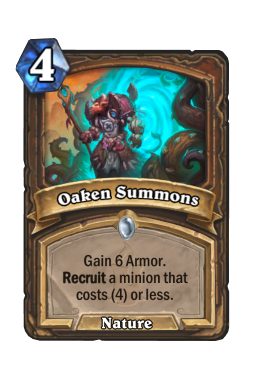 4
Oaken Summons
Gain 6 Armor.
Recruit a minion that
costs (4) or less.
Nature